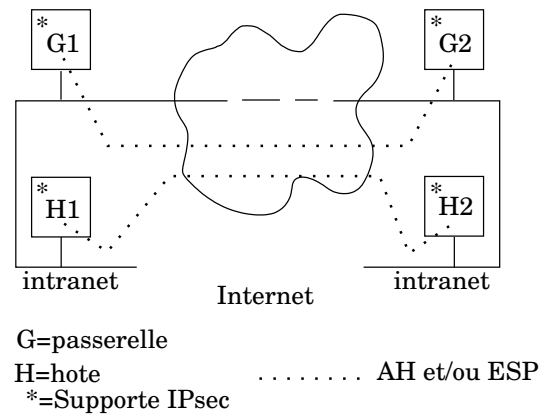 * G1
* G2
* H1
* H2
intranet
Internet
intranet
G=passerelle
H=hote
........ AH et/ou ESP
*=Supporte IPsec